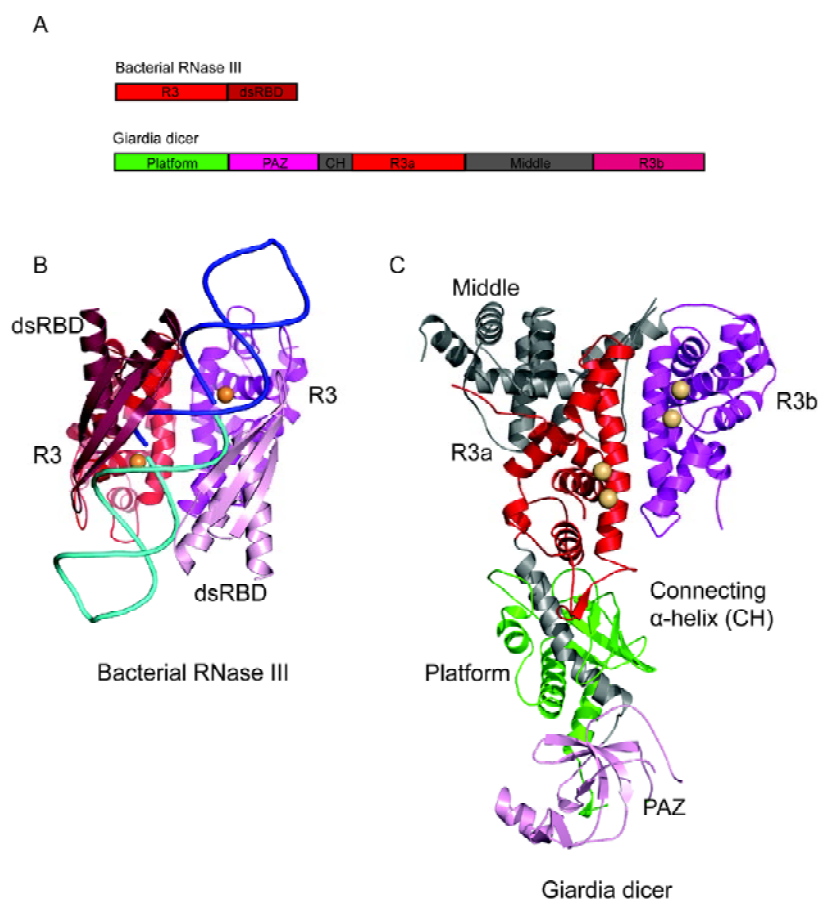 A
Bacterial RNase III
R3 dsRBD
Giardia dicer
Platform PAZ CH R3a Middle R3b
B
dsRBD
R3
R3
dsRBD
Bacterial RNase III
C
Middle
R3b
R3a
Connecting
α-helix (CH)
Platform
PAZ
Giardia dicer